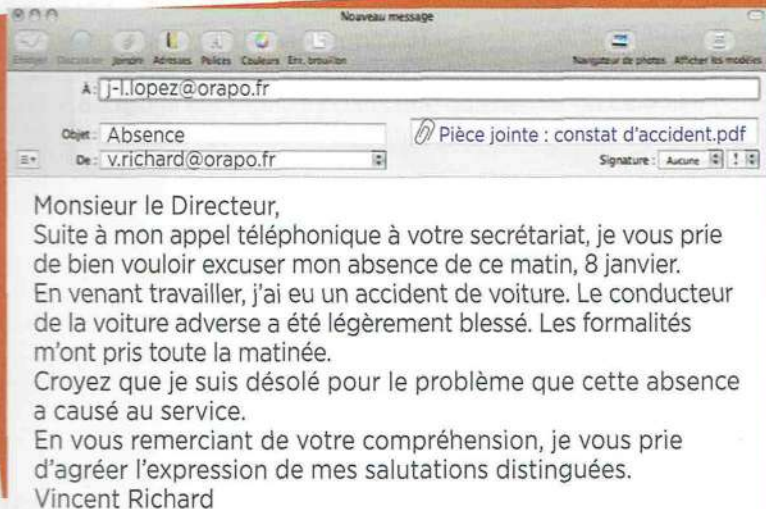 Nouveau message
Envoyer Discussion Joindre Adresses Polices Couleurs Enr. brouillon Navigateur de photos Afficher les modèles
À : j-l.lopez@orapo.fr
Objet : Absence Pièce jointe : constat d'accident.pdf
De : v.richard@orapo.fr Signature : Aucune !
Monsieur le Directeur,
Suite à mon appel téléphonique à votre secrétariat, je vous prie
de bien vouloir excuser mon absence de ce matin, 8 janvier.
En venant travailler, j'ai eu un accident de voiture. Le conducteur
de la voiture adverse a été légèrement blessé. Les formalités
m'ont pris toute la matinée.
Croyez que je suis désolé pour le problème que cette absence
a causé au service.
En vous remerciant de votre compréhension, je vous prie
d'agréer l'expression de mes salutations distinguées.
Vincent Richard